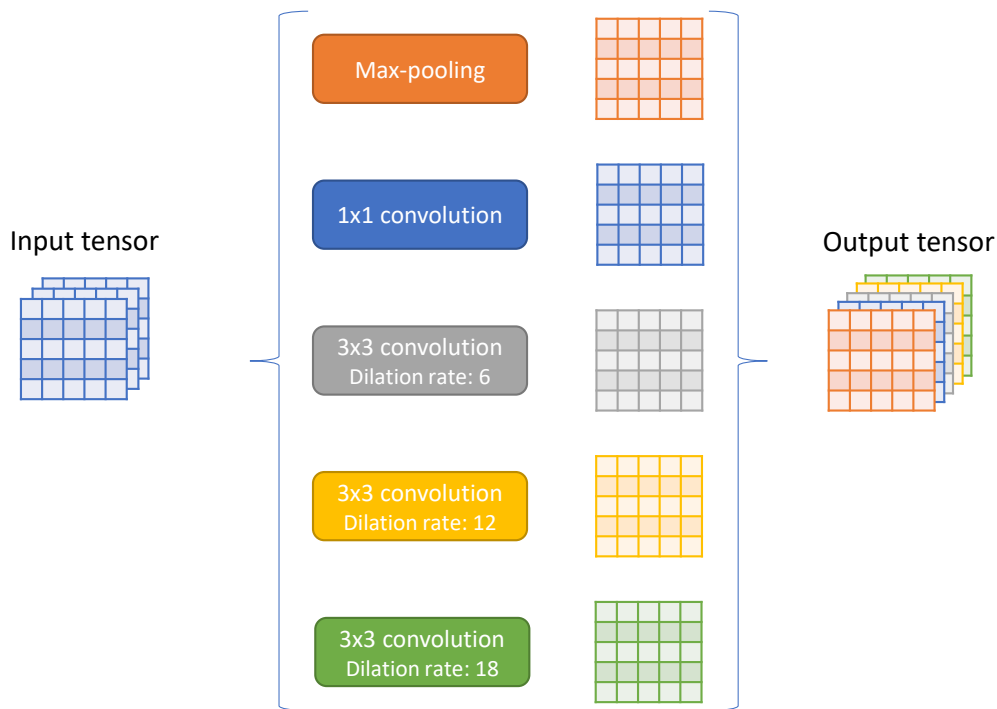 Max-pooling
1x1 convolution
Input tensor
Output tensor
3x3 convolution
Dilation rate: 6
3x3 convolution
Dilation rate: 12
3x3 convolution
Dilation rate: 18